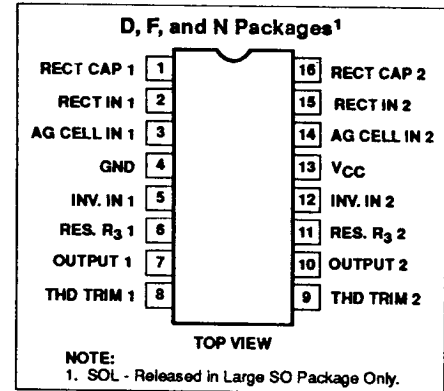 D, F, and N Packages1
RECT CAP 1 1 16 RECT CAP 2
RECT IN 1 2 15 RECT IN 2
AG CELL IN 1 3 14 AG CELL IN 2
GND 4 13 VCC
INV. IN 1 5 12 INV. IN 2
RES. R3 1 6 11 RES. R3 2
OUTPUT 1 7 10 OUTPUT 2
THD TRIM 1 8 9 THD TRIM 2
TOP VIEW
NOTE:
1. SOL - Released in Large SO Package Only.